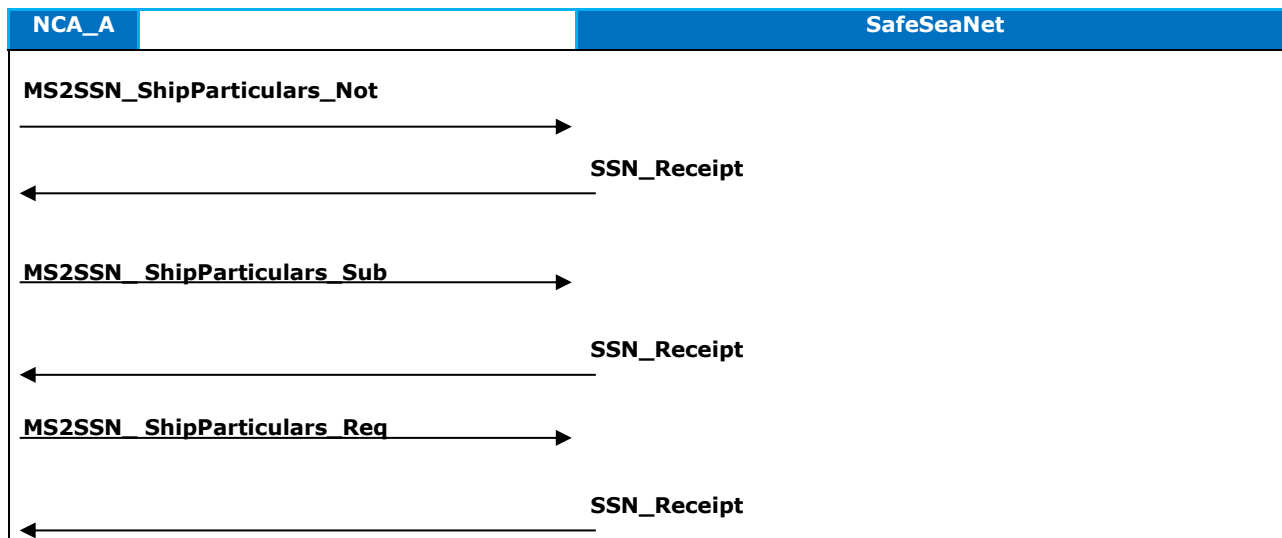 NCA_A
SafeSeaNet
MS2SSN_ShipParticulars_Not
SSN_Receipt
MS2SSN_ ShipParticulars_Sub
SSN_Receipt
MS2SSN_ ShipParticulars_Req
SSN_Receipt